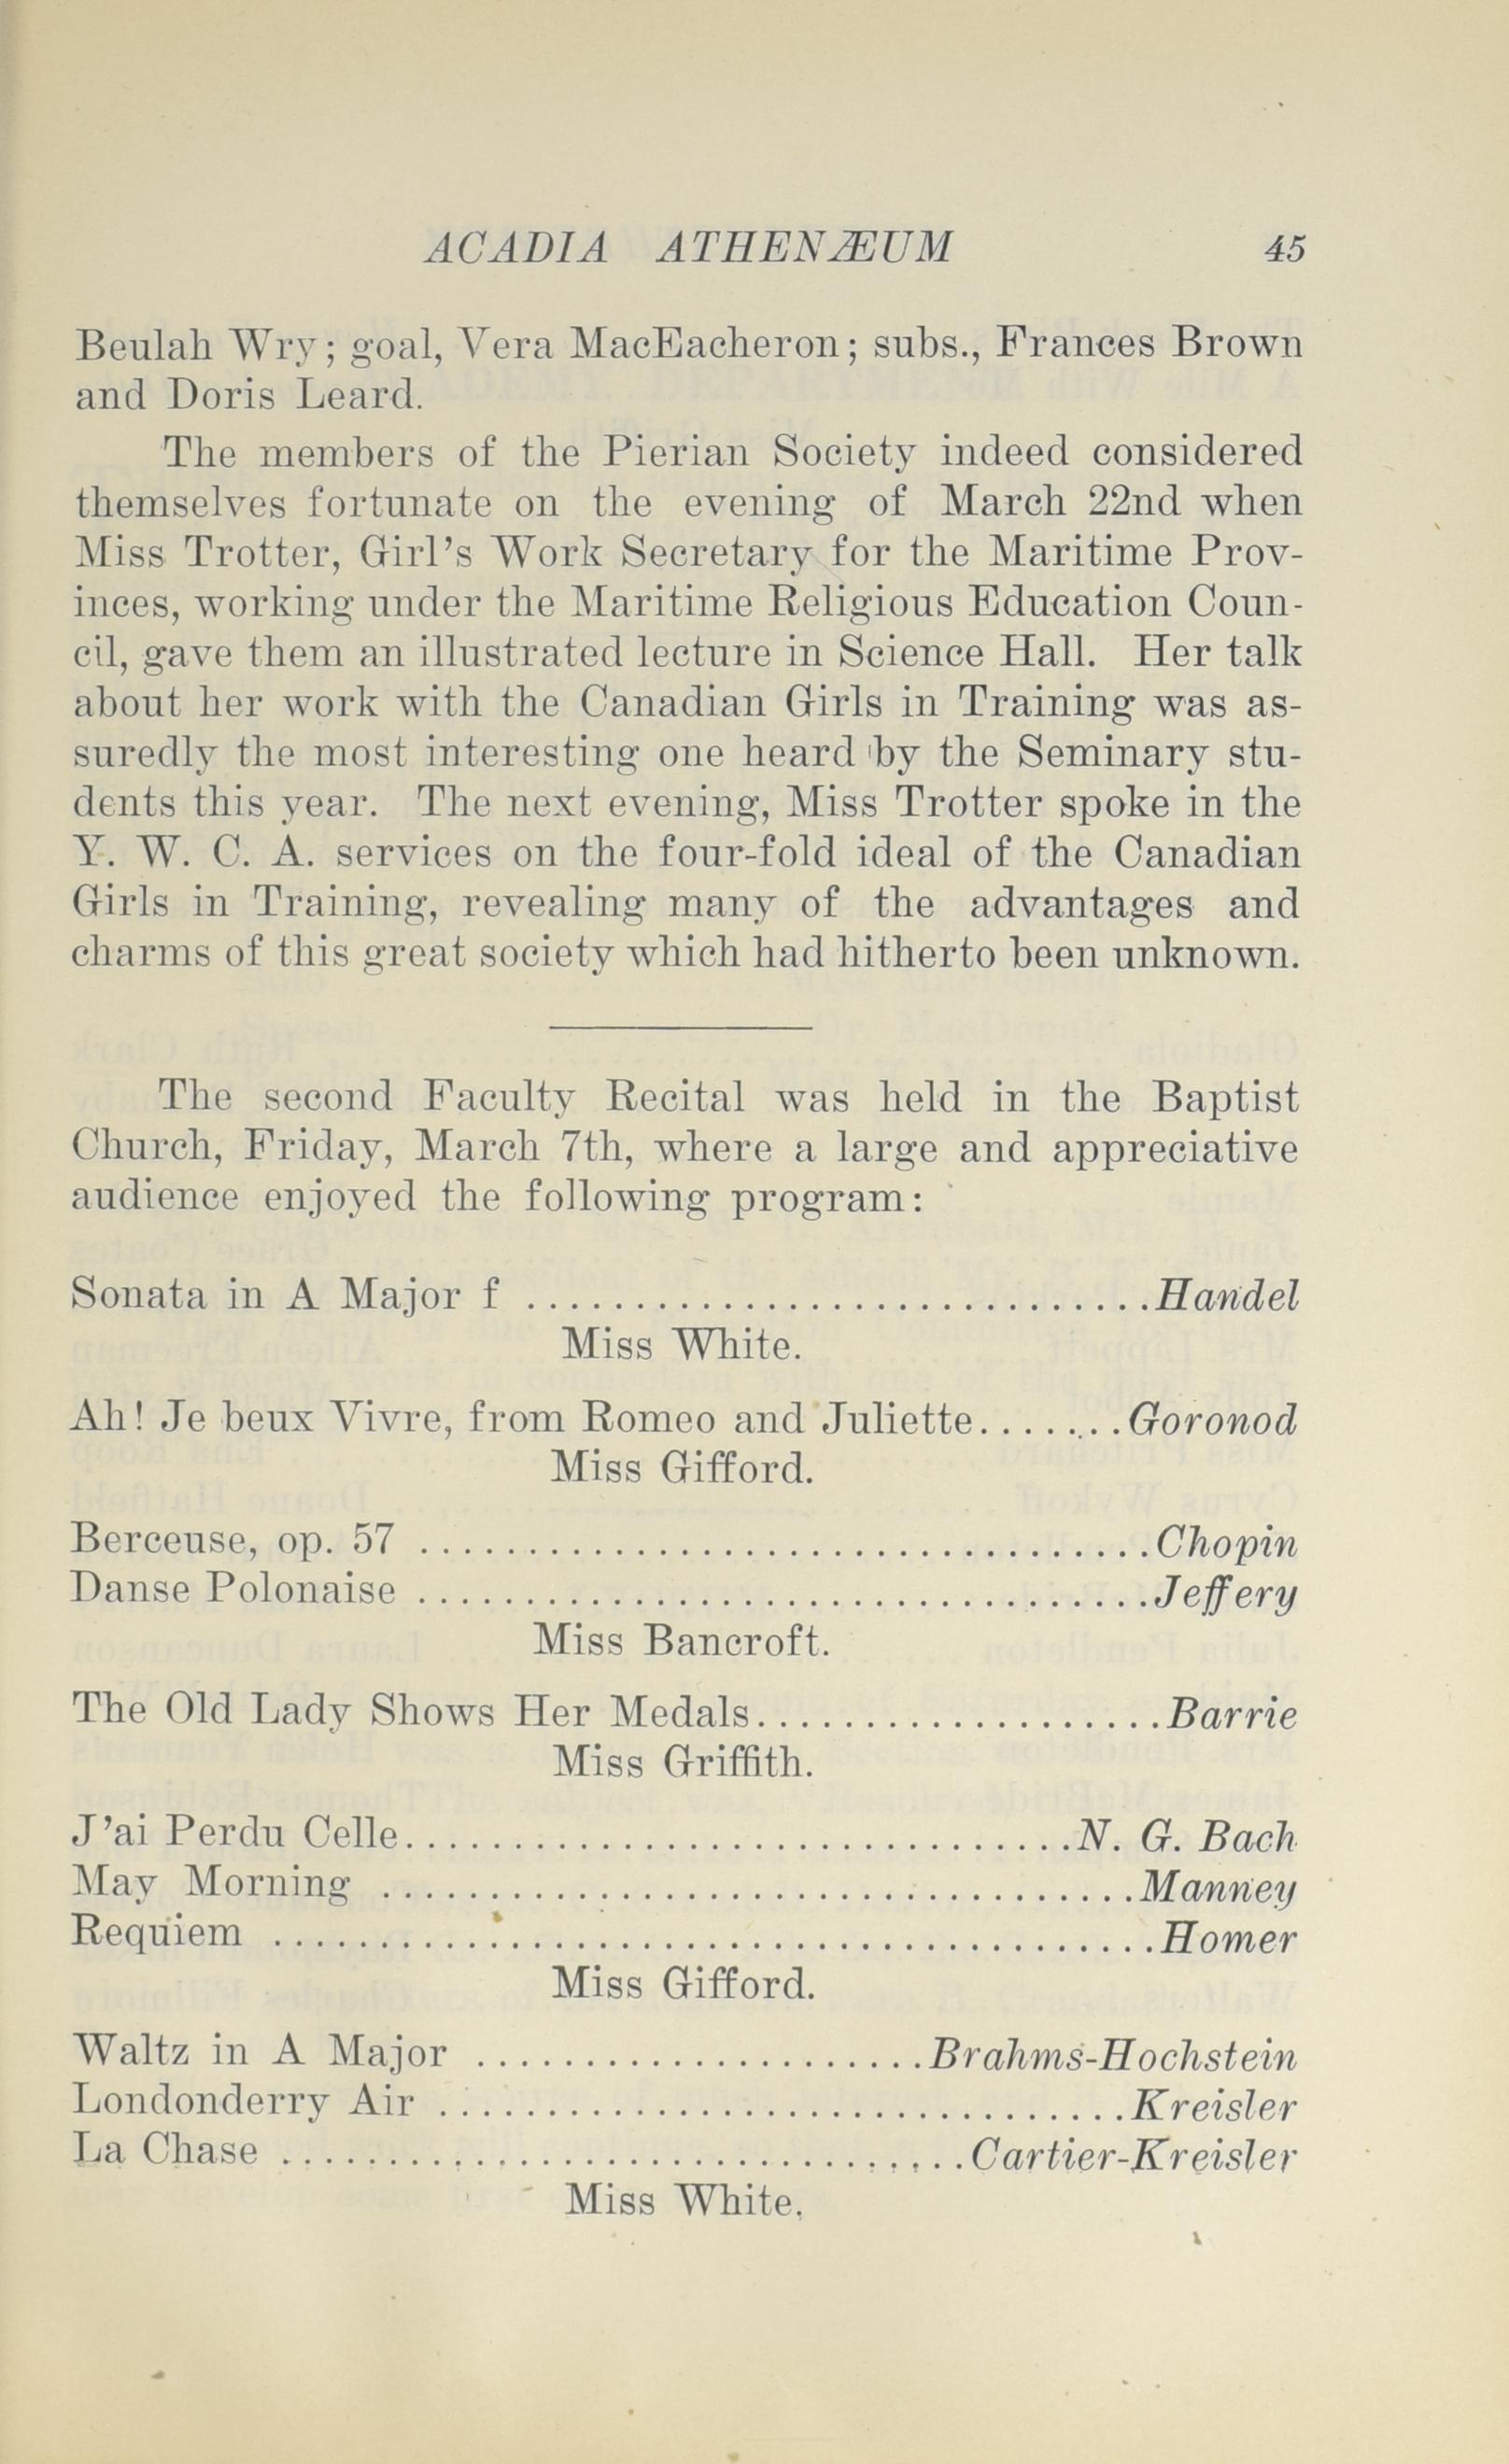 ACADIA ATHENÆUM 45
Beulah Wry; goal, Vera MacEacheron; subs., Frances Brown
and Doris Leard.
The members of the Pierian Society indeed considered
themselves fortunate on the evening of March 22nd when
Miss Trotter, Girl's Work Secretary for the Maritime Prov-
inces, working under the Maritime Religious Education Coun-
cil, gave them an illustrated lecture in Science Hall. Her talk
about her work with the Canadian Girls in Training was as-
suredly the most interesting one heard by the Seminary stu-
dents this year. The next evening, Miss Trotter spoke in the
Y. W. C. A. services on the four-fold ideal of the Canadian
Girls in Training, revealing many of the advantages and
charms of this great society which had hitherto been unknown.
The second Faculty Recital was held in the Baptist
Church, Friday, March 7th, where a large and appreciative
audience enjoyed the following program:
Sonata in A Major f .............................Handel
Miss White.
Ah! Je beux Vivre, from Romeo and Juliette.......Goronod
Miss Gifford.
Berceuse, op. 57 ..................................Chopin
Danse Polonaise ..................................Jeffery
Miss Bancroft.
The Old Lady Shows Her Medals...................Barrie
Miss Griffith.
J'ai Perdu Celle...............................N. G. Bach
May Morning ...................................Manney
Requiem .........................................Homer
Miss Gifford.
Waltz in A Major .....................Brahms-Hochstein
Londonderry Air ................................Kreisler
La Chase ................................Cartier-Kreisler
Miss White.